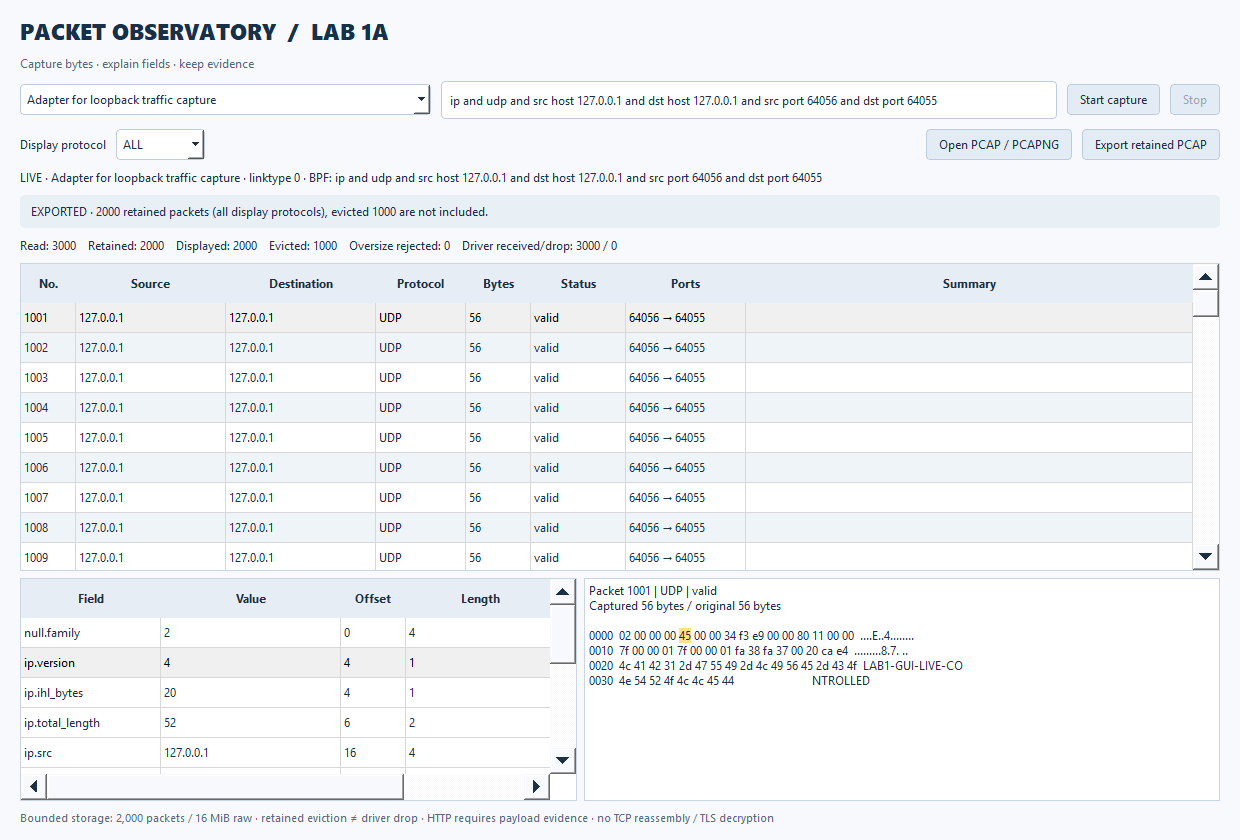 PACKET OBSERVATORY / LAB 1A
Capture bytes · explain fields · keep evidence
Adapter for loopback traffic capture
ip and udp and src host 127.0.0.1 and dst host 127.0.0.1 and src port 64056 and dst port 64055
Start capture
Stop
Display protocol
ALL
Open PCAP / PCAPNG
Export retained PCAP
LIVE · Adapter for loopback traffic capture · linktype 0 · BPF: ip and udp and src host 127.0.0.1 and dst host 127.0.0.1 and src port 64056 and dst port 64055
EXPORTED · 2000 retained packets (all display protocols), evicted 1000 are not included.
Read: 3000 Retained: 2000 Displayed: 2000 Evicted: 1000 Oversize rejected: 0 Driver received/drop: 3000 / 0
No. Source Destination Protocol Bytes Status Ports Summary
1001 127.0.0.1 127.0.0.1 UDP 56 valid 64056 → 64055
1002 127.0.0.1 127.0.0.1 UDP 56 valid 64056 → 64055
1003 127.0.0.1 127.0.0.1 UDP 56 valid 64056 → 64055
1004 127.0.0.1 127.0.0.1 UDP 56 valid 64056 → 64055
1005 127.0.0.1 127.0.0.1 UDP 56 valid 64056 → 64055
1006 127.0.0.1 127.0.0.1 UDP 56 valid 64056 → 64055
1007 127.0.0.1 127.0.0.1 UDP 56 valid 64056 → 64055
1008 127.0.0.1 127.0.0.1 UDP 56 valid 64056 → 64055
1009 127.0.0.1 127.0.0.1 UDP 56 valid 64056 → 64055
Field Value Offset Length
null.family 2 0 4
ip.version 4 4 1
ip.ihl_bytes 20 4 1
ip.total_length 52 6 2
ip.src 127.0.0.1 16 4
Packet 1001 | UDP | valid
Captured 56 bytes / original 56 bytes
0000 02 00 00 00 45 00 00 34 f3 e9 00 00 80 11 00 00 ....E..4........
0010 7f 00 00 01 7f 00 00 01 fa 38 fa 37 00 20 ca e4 .........8.7. ..
0020 4c 41 42 31 2d 47 55 49 2d 4c 49 56 45 2d 43 4f LAB1-GUI-LIVE-CO
0030 4e 54 52 4f 4c 4c 45 44 NTROLLED
Bounded storage: 2,000 packets / 16 MiB raw · retained eviction ≠ driver drop · HTTP requires payload evidence · no TCP reassembly / TLS decryption